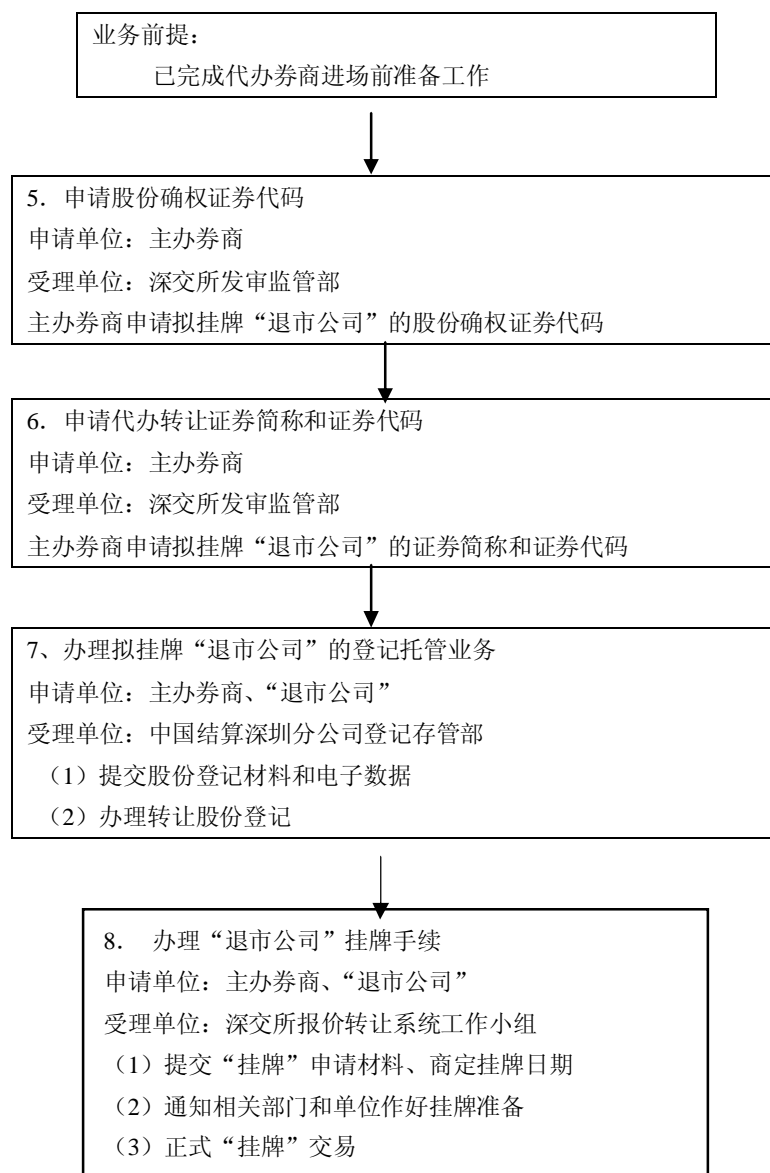 业务前提：
已完成代办券商进场前准备工作
5．申请股份确权证券代码
申请单位：主办券商
受理单位：深交所发审监管部
主办券商申请拟挂牌“退市公司”的股份确权证券代码
6．申请代办转让证券简称和证券代码
申请单位：主办券商
受理单位：深交所发审监管部
主办券商申请拟挂牌“退市公司”的证券简称和证券代码
7、办理拟挂牌“退市公司”的登记托管业务
申请单位：主办券商、“退市公司”
受理单位：中国结算深圳分公司登记存管部
（1）提交股份登记材料和电子数据
（2）办理转让股份登记
8． 办理“退市公司”挂牌手续
申请单位：主办券商、“退市公司”
受理单位：深交所报价转让系统工作小组
（1）提交“挂牌”申请材料、商定挂牌日期
（2）通知相关部门和单位作好挂牌准备
（3）正式“挂牌”交易